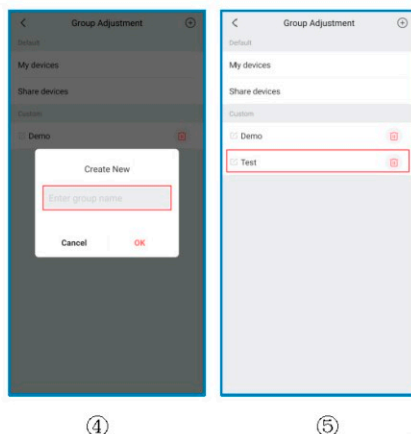 Group Adjustment
Default
My devices
Share devices
Custom
Demo
Create New
Enter group name
Cancel OK
④
Group Adjustment
Default
My devices
Share devices
Custom
Demo
Test
⑤